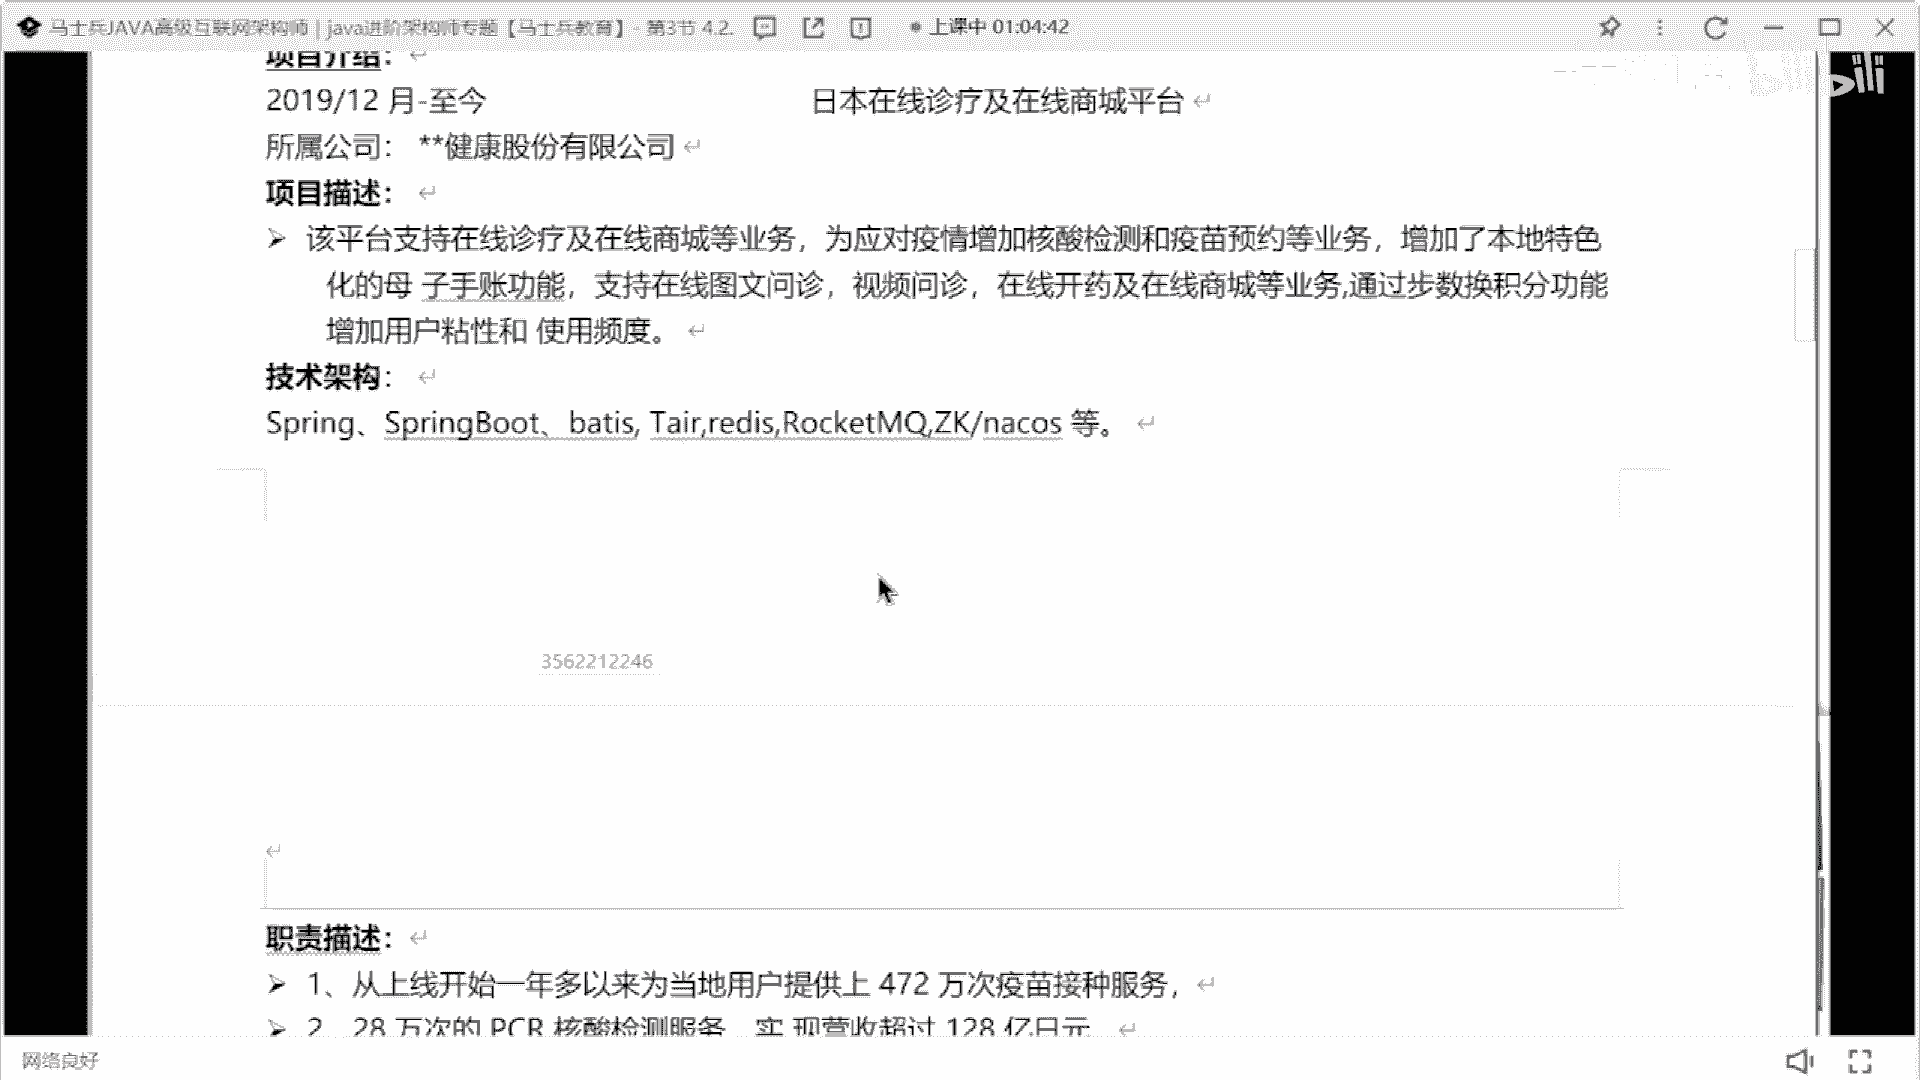 马士兵JAVA高级互联网架构师 | java进阶架构师专题【马士兵教育】- 第3节 4.2. 上课中 01:04:42
项目介绍：
2019/12 月-至今 日本在线诊疗及在线商城平台
所属公司： **健康股份有限公司
项目描述：
➢ 该平台支持在线诊疗及在线商城等业务，为应对疫情增加核酸检测和疫苗预约等业务，增加了本地特色
化的母 子手账功能，支持在线图文问诊，视频问诊，在线开药及在线商城等业务,通过步数换积分功能
增加用户粘性和 使用频度。
技术架构：
Spring、SpringBoot、batis, Tair,redis,RocketMQ,ZK/nacos 等。
3562212246
职责描述：
➢ 1、从上线开始一年多以来为当地用户提供上 472 万次疫苗接种服务，
➢ 2、28 万次的 PCR 核酸检测服务，实 现营收超过 128 亿日元
网络良好